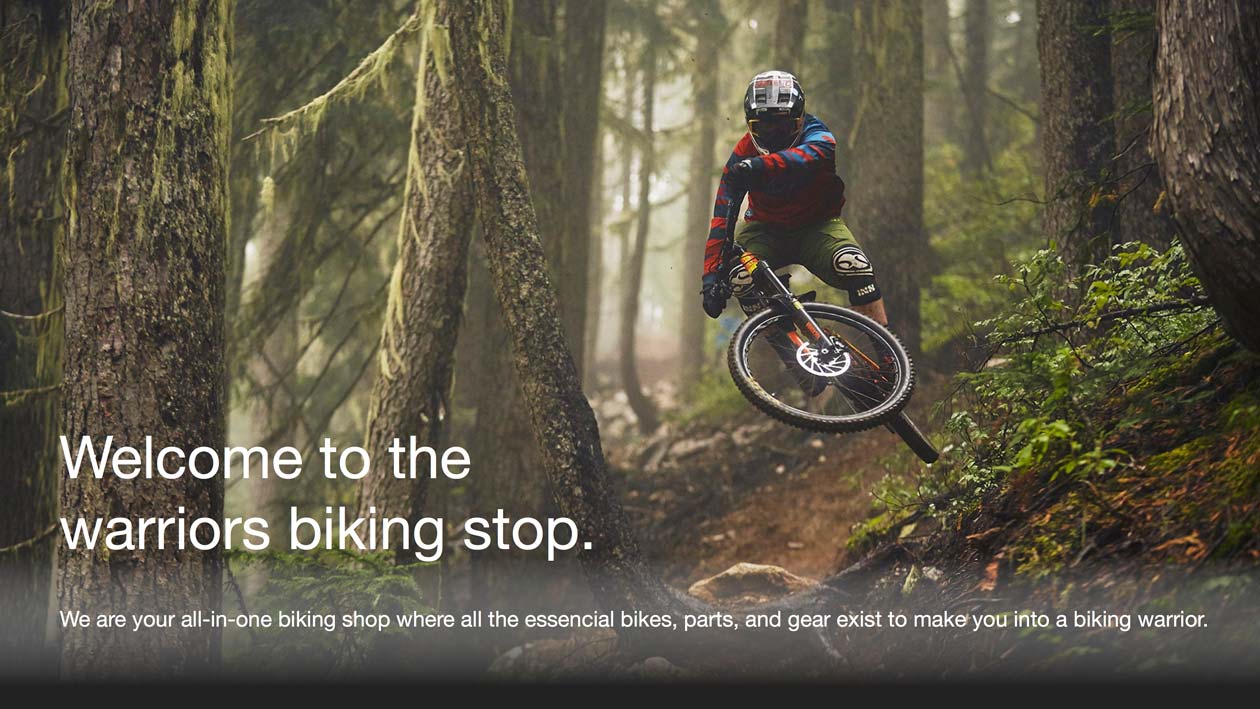 Welcome to the
warriors biking stop.
We are your all-in-one biking shop where all the essencial bikes, parts, and gear exist to make you into a biking warrior.